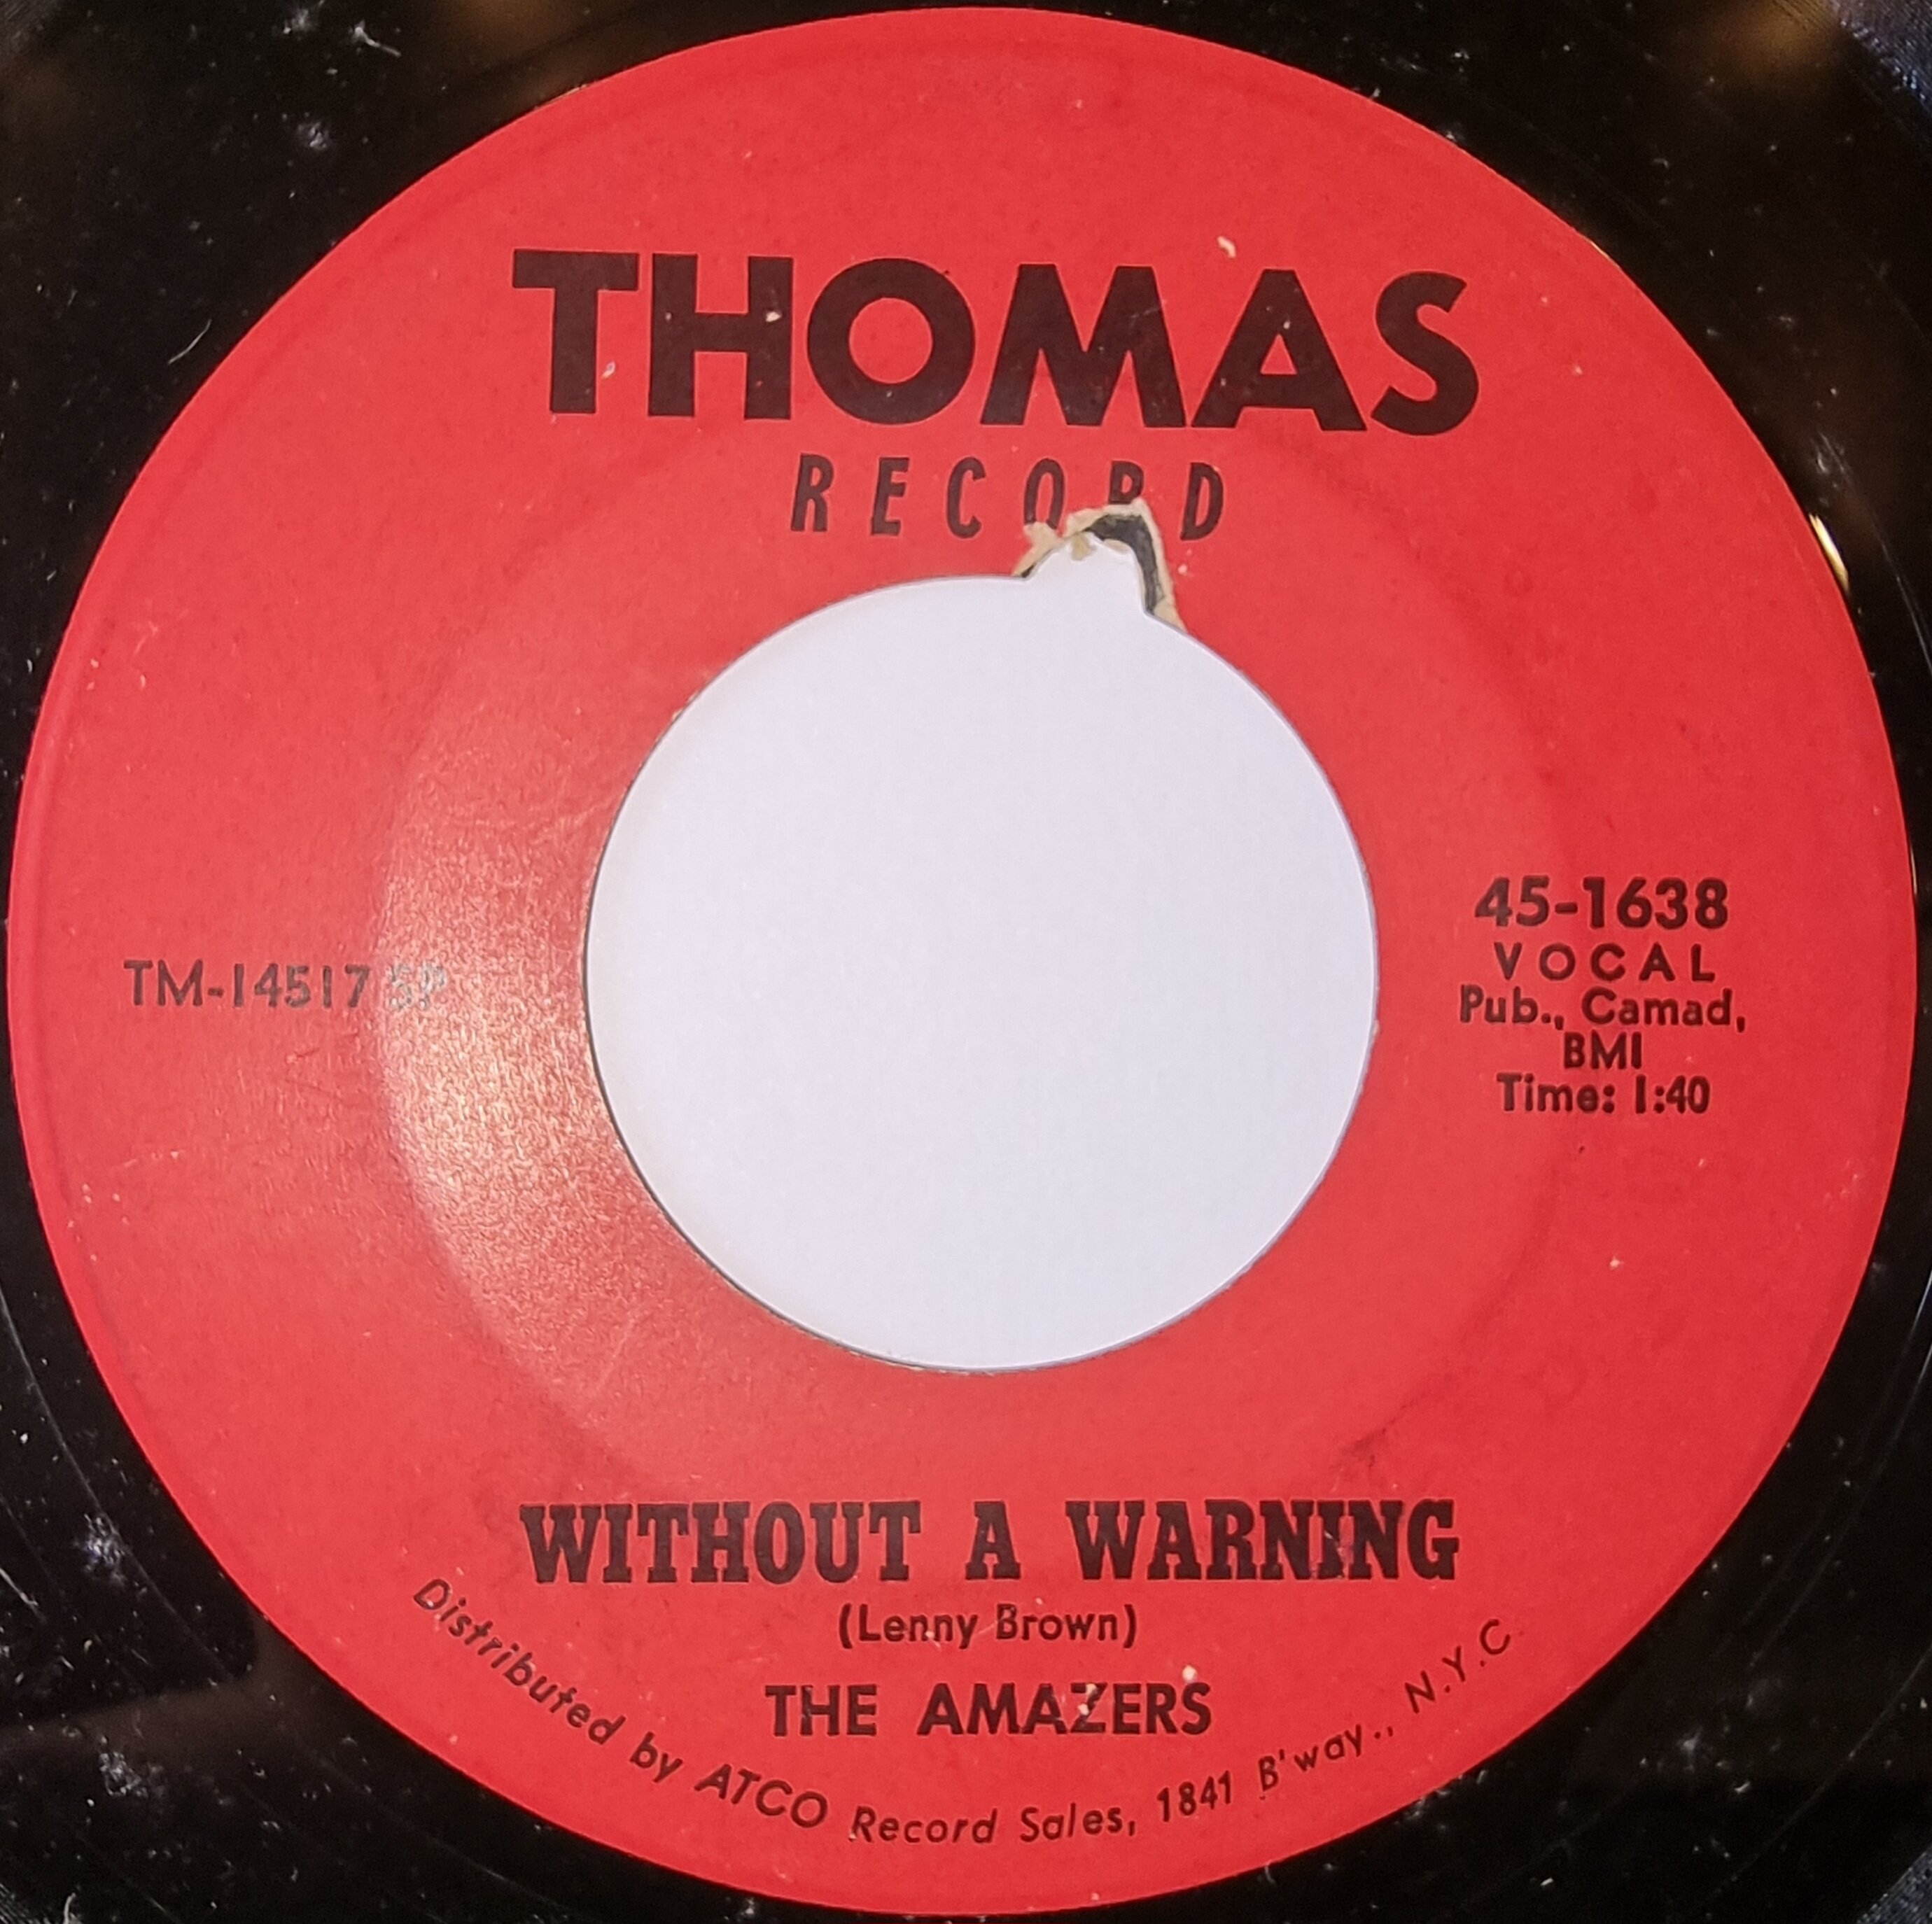 THOMAS
RECORD
TM-14517 SP
45-1638
VOCAL
Pub., Camad,
BMI
Time: 1:40
WITHOUT A WARNING
(Lenny Brown)
THE AMAZERS
Distributed by ATCO Record Sales, 1841 B'way., N.Y.C.